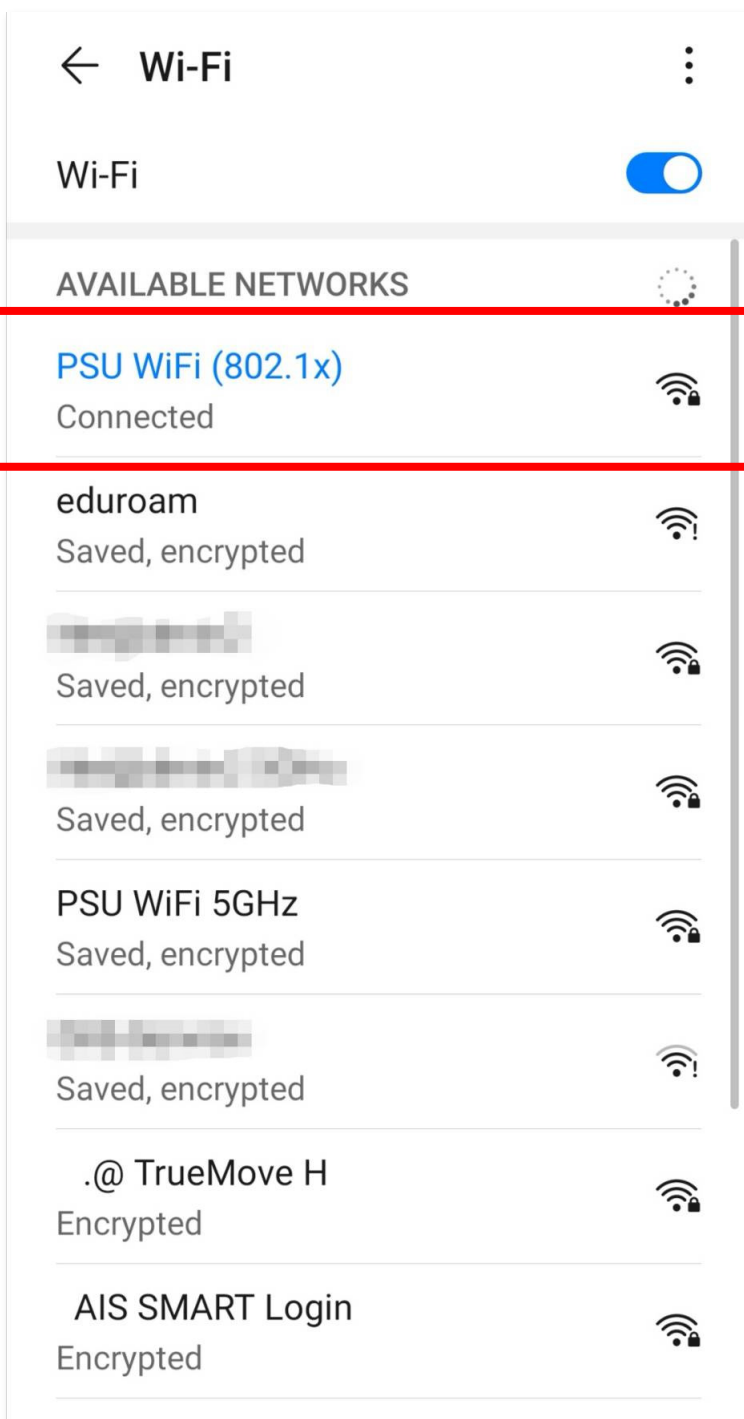 Wi-Fi
Wi-Fi
AVAILABLE NETWORKS
PSU WiFi (802.1x)
Connected
eduroam
Saved, encrypted
Saved, encrypted
Saved, encrypted
PSU WiFi 5GHz
Saved, encrypted
Saved, encrypted
.@ TrueMove H
Encrypted
AIS SMART Login
Encrypted